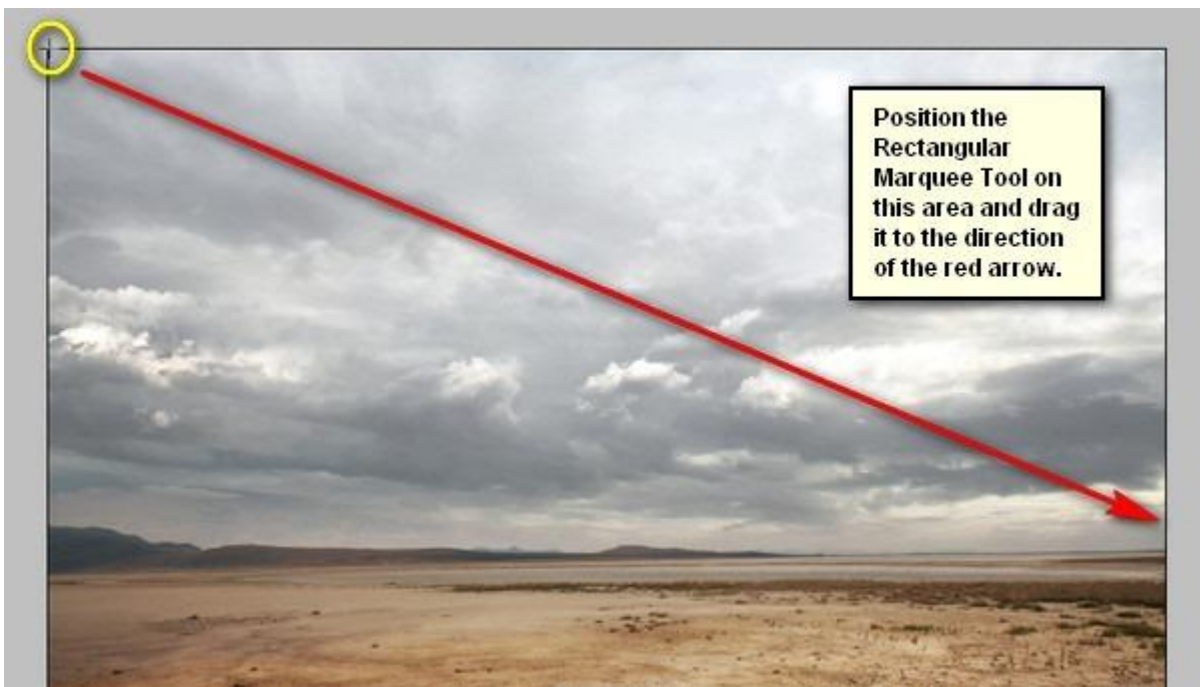 Position the
Rectangular
Marquee Tool on
this area and drag
it to the direction
of the red arrow.